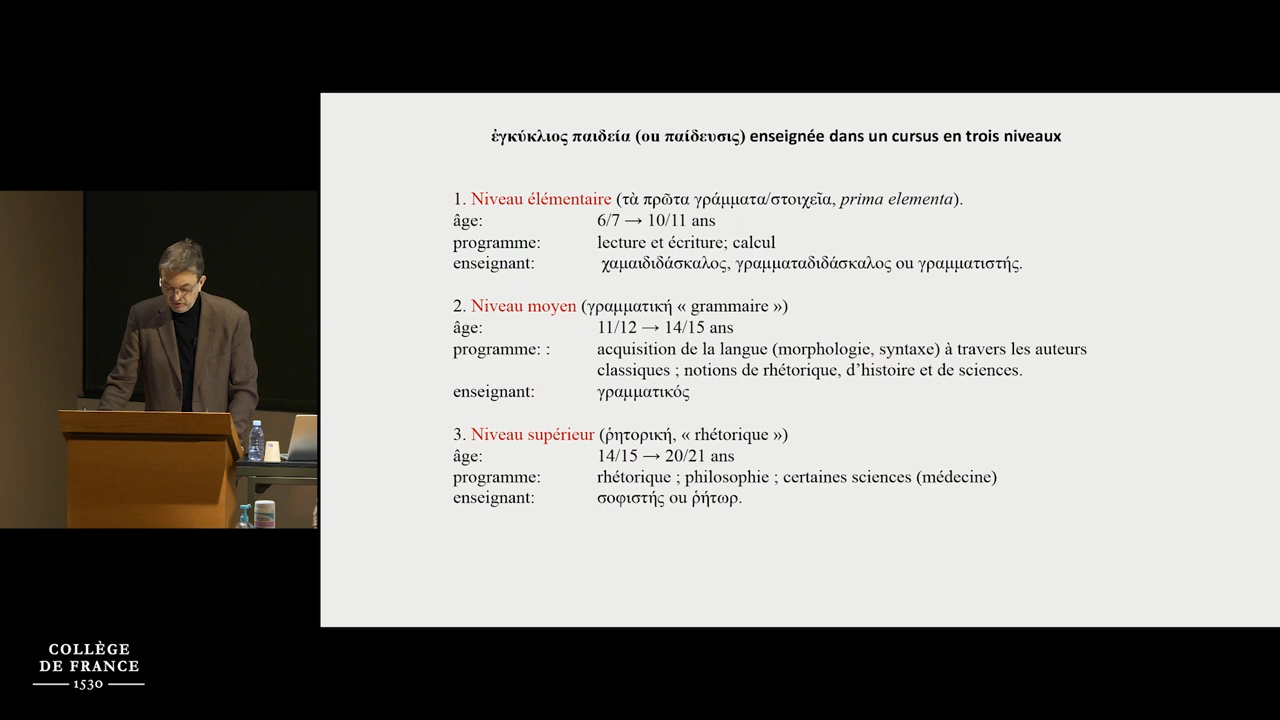 ἐγκύκλιος παιδεία (ou παίδευσις) enseignée dans un cursus en trois niveaux
1. Niveau élémentaire (τὰ πρῶτα γράμματα/στοιχεῖα, prima elementa).
âge: 6/7 → 10/11 ans
programme: lecture et écriture; calcul
enseignant: χαμαιδιδάσκαλος, γραμματαδιδάσκαλος ou γραμματιστής.
2. Niveau moyen (γραμματική « grammaire »)
âge: 11/12 → 14/15 ans
programme: : acquisition de la langue (morphologie, syntaxe) à travers les auteurs
classiques ; notions de rhétorique, d’histoire et de sciences.
enseignant: γραμματικός
3. Niveau supérieur (ῥητορική, « rhétorique »)
âge: 14/15 → 20/21 ans
programme: rhétorique ; philosophie ; certaines sciences (médecine)
enseignant: σοφιστής ou ῥήτωρ.
COLLÈGE
DE FRANCE
1530